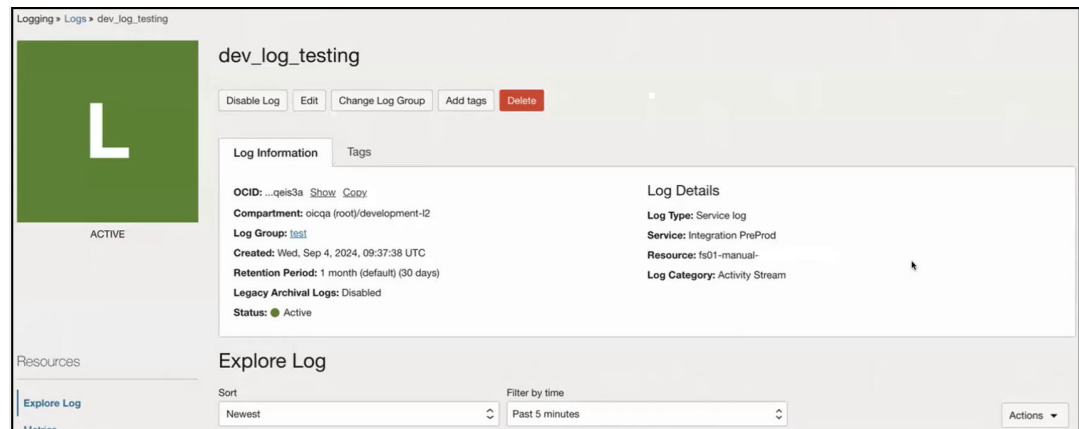 Logging » Logs » dev_log_testing
L
ACTIVE
dev_log_testing
Disable Log Edit Change Log Group Add tags Delete
Log Information Tags
OCID: ...qeis3a Show Copy
Compartment: oicqa (root)/development-l2
Log Group: test
Created: Wed, Sep 4, 2024, 09:37:38 UTC
Retention Period: 1 month (default) (30 days)
Legacy Archival Logs: Disabled
Status: Active
Log Details
Log Type: Service log
Service: Integration PreProd
Resource: fs01-manual-
Log Category: Activity Stream
Resources
Explore Log
Metrics
Explore Log
Sort
Newest
Filter by time
Past 5 minutes
Actions